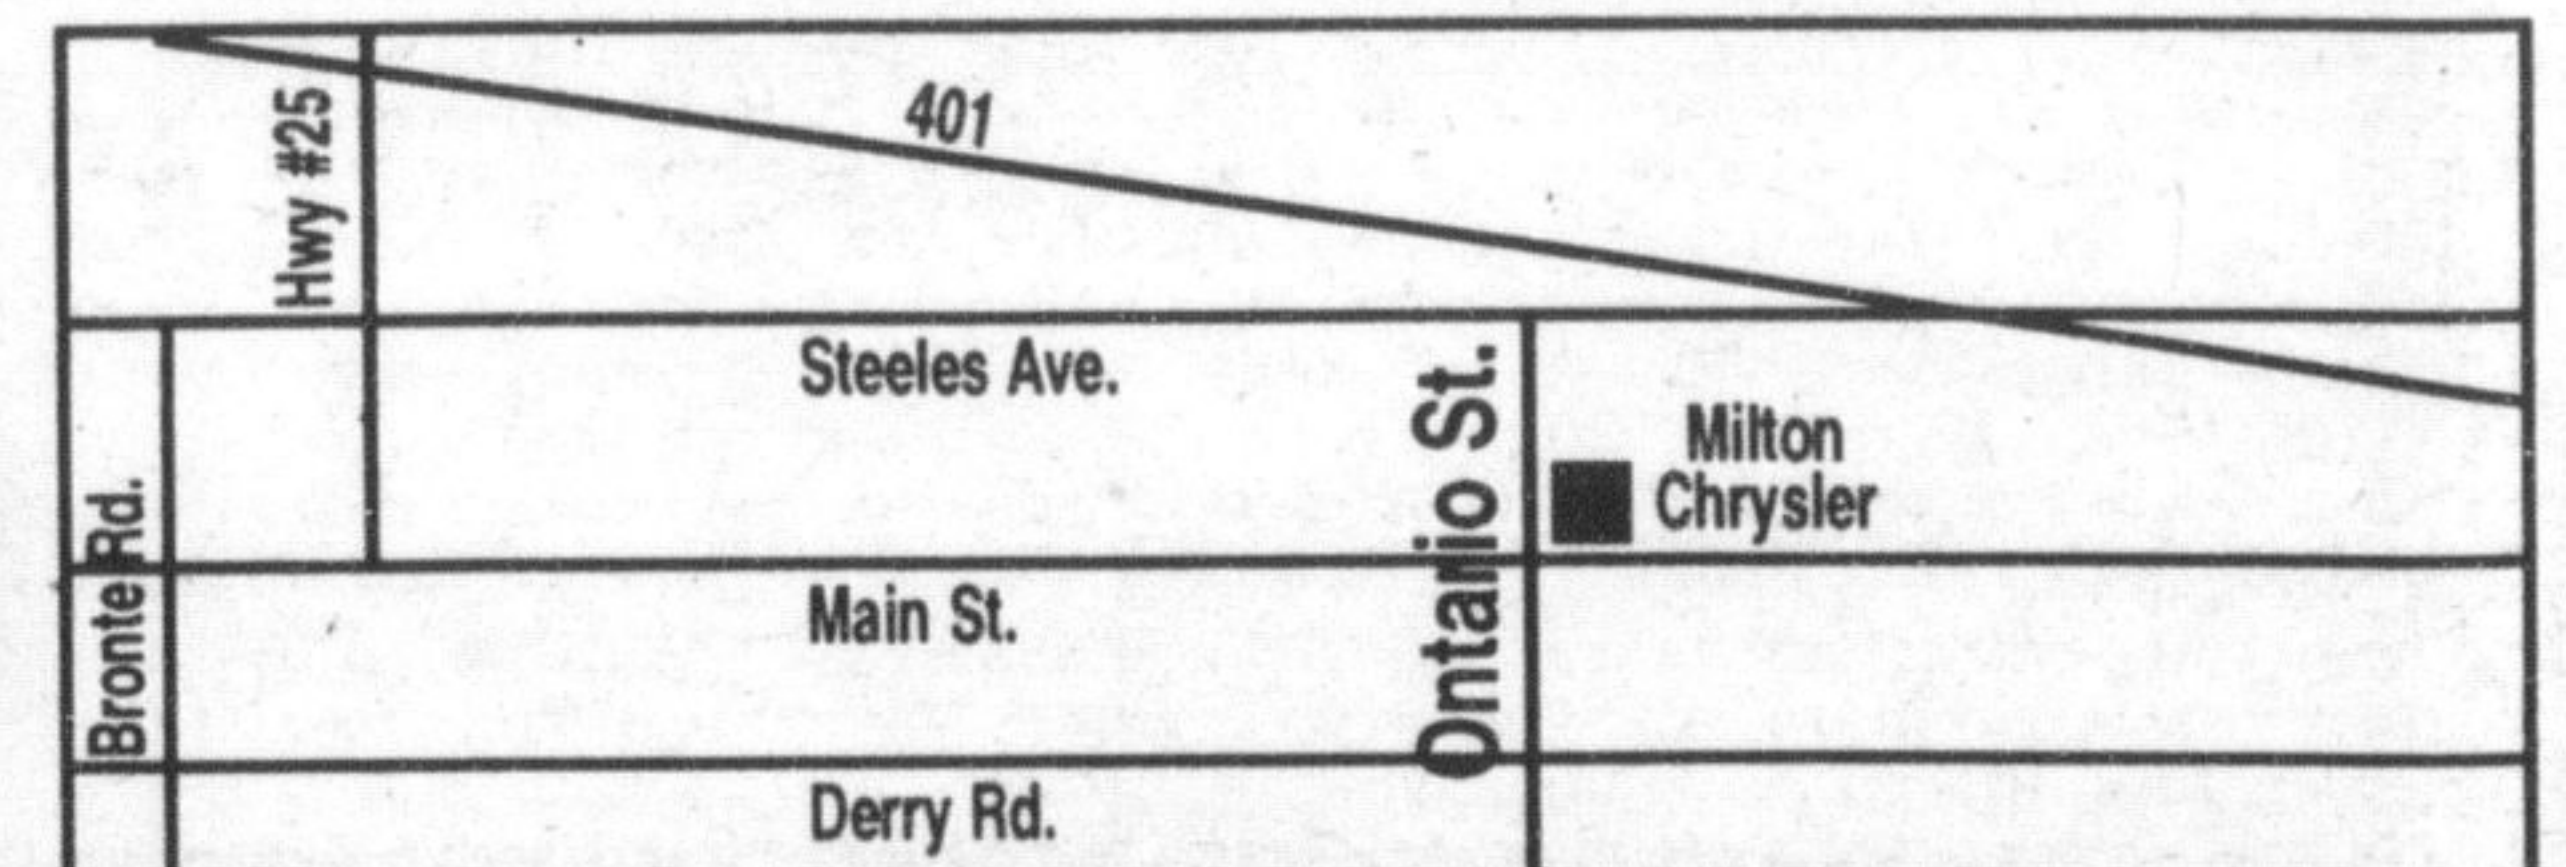 401
Hwy #25
Steeles Ave.
Ontario St.
Milton
Chrysler
Bronte Rd.
Main St.
Derry Rd.